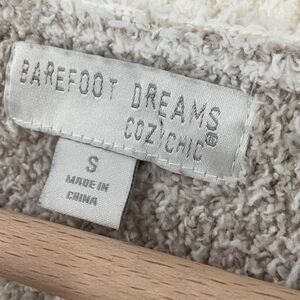 BAREFOOT DREAMS
COZYCHIC®
S
MADE IN
CHINA